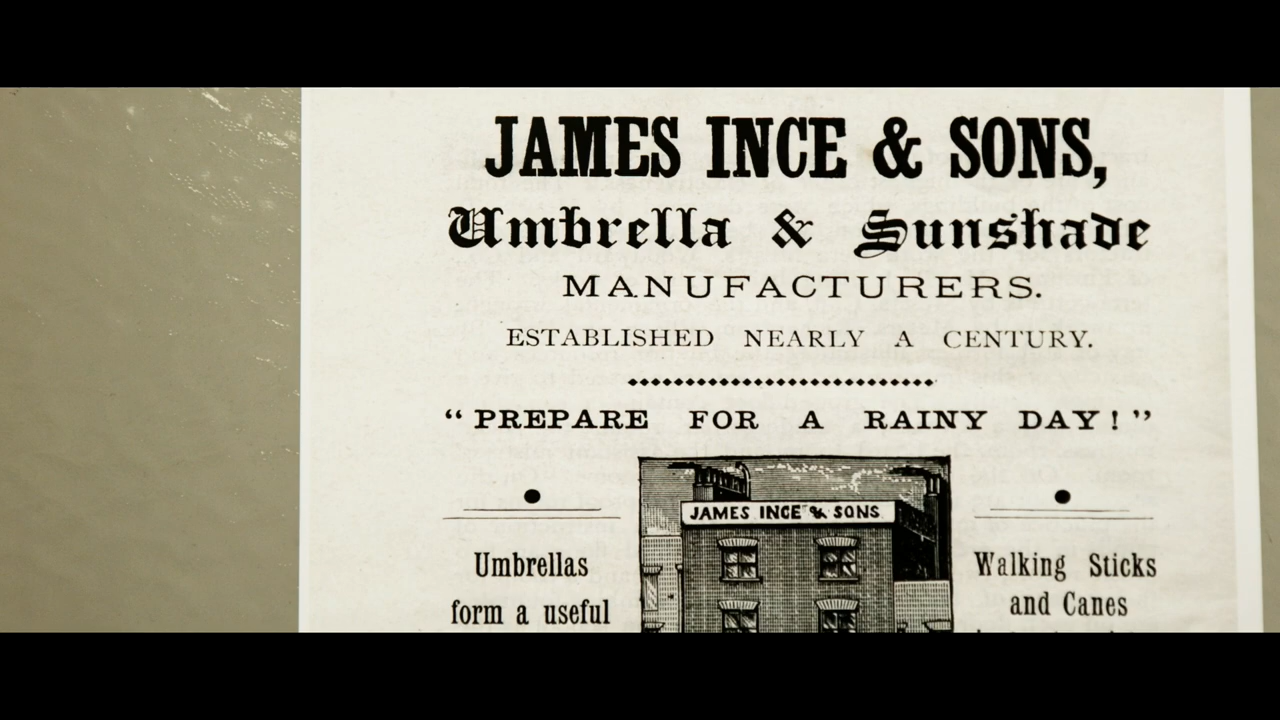 JAMES INCE & SONS,
Umbrella & Sunshade
MANUFACTURERS.
ESTABLISHED NEARLY A CENTURY.
“PREPARE FOR A RAINY DAY!”
JAMES INCE & SONS.
Umbrellas
form a useful
Walking Sticks
and Canes